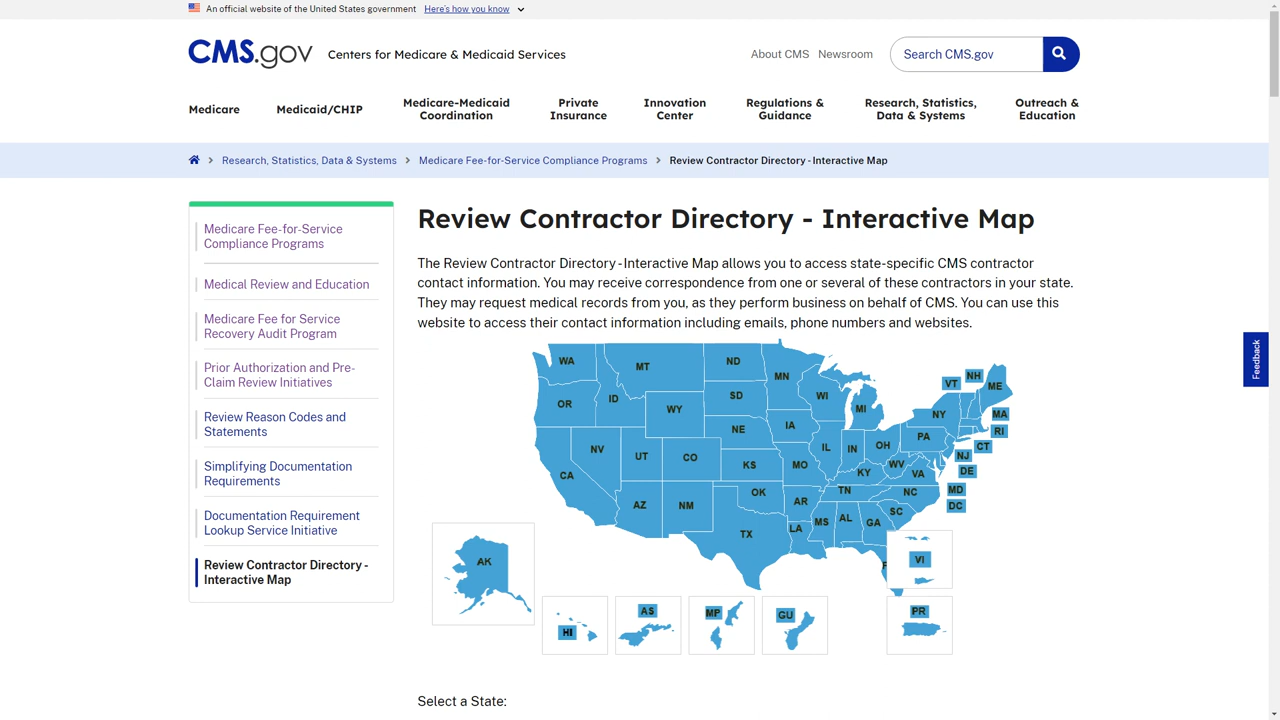 An official website of the United States government Here's how you know
CMS.gov Centers for Medicare & Medicaid Services
About CMS Newsroom Search CMS.gov
Medicare
Medicaid/CHIP
Medicare-Medicaid
Coordination
Private
Insurance
Innovation
Center
Regulations &
Guidance
Research, Statistics,
Data & Systems
Outreach &
Education
Research, Statistics, Data & Systems Medicare Fee-for-Service Compliance Programs Review Contractor Directory - Interactive Map
Medicare Fee-for-Service
Compliance Programs
Medical Review and Education
Medicare Fee for Service
Recovery Audit Program
Prior Authorization and Pre-
Claim Review Initiatives
Review Reason Codes and
Statements
Simplifying Documentation
Requirements
Documentation Requirement
Lookup Service Initiative
Review Contractor Directory -
Interactive Map
Review Contractor Directory - Interactive Map
The Review Contractor Directory - Interactive Map allows you to access state-specific CMS contractor
contact information. You may receive correspondence from one or several of these contractors in your state.
They may request medical records from you, as they perform business on behalf of CMS. You can use this
website to access their contact information including emails, phone numbers and websites.
WA MT ND MN VT NH ME
OR ID WY SD WI MI NY MA
RI
NV UT CO NE IA IL IN OH PA CT
NJ
CA KS MO KY WV VA DE
AZ NM OK AR TN NC MD
DC
TX LA MS AL GA SC
F
AK
VI
HI
AS
MP
GU
PR
Select a State:
Feedback